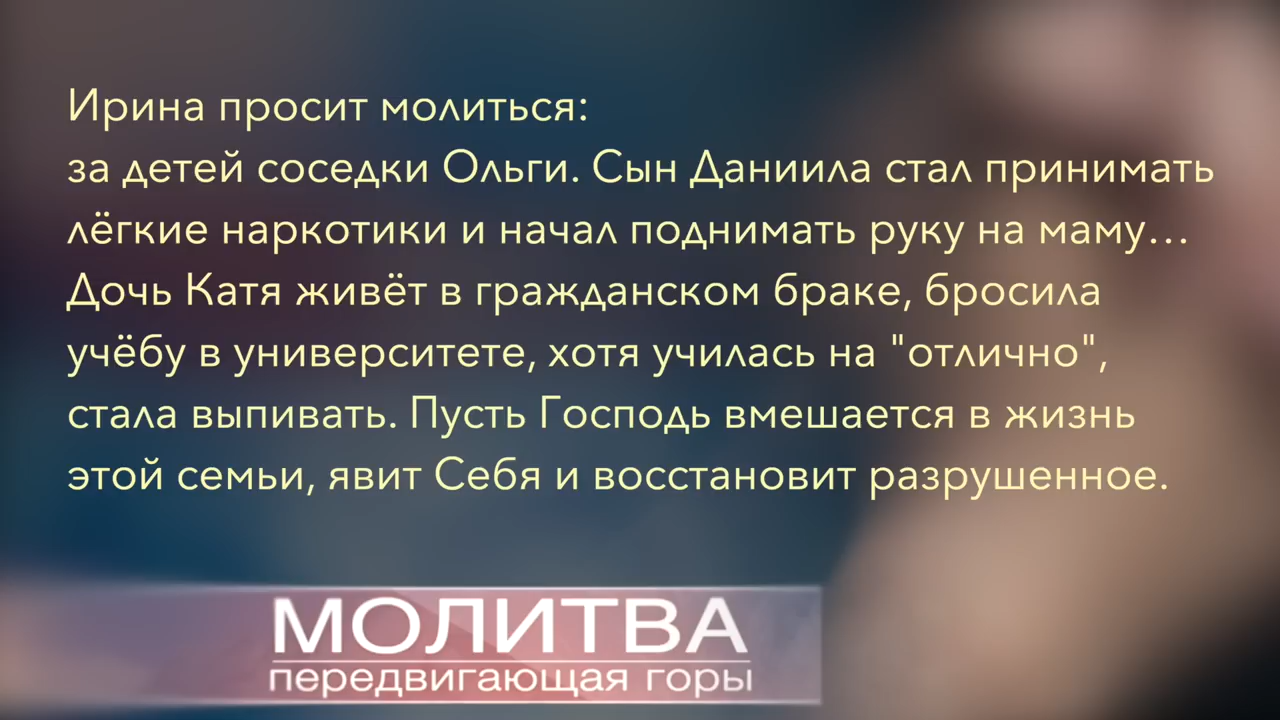 Ирина просит молиться:
за детей соседки Ольги. Сын Даниила стал принимать
лёгкие наркотики и начал поднимать руку на маму...
Дочь Катя живёт в гражданском браке, бросила
учёбу в университете, хотя училась на "отлично",
стала выпивать. Пусть Господь вмешается в жизнь
этой семьи, явит Себя и восстановит разрушенное.
МОЛИТВА
передвигающая горы